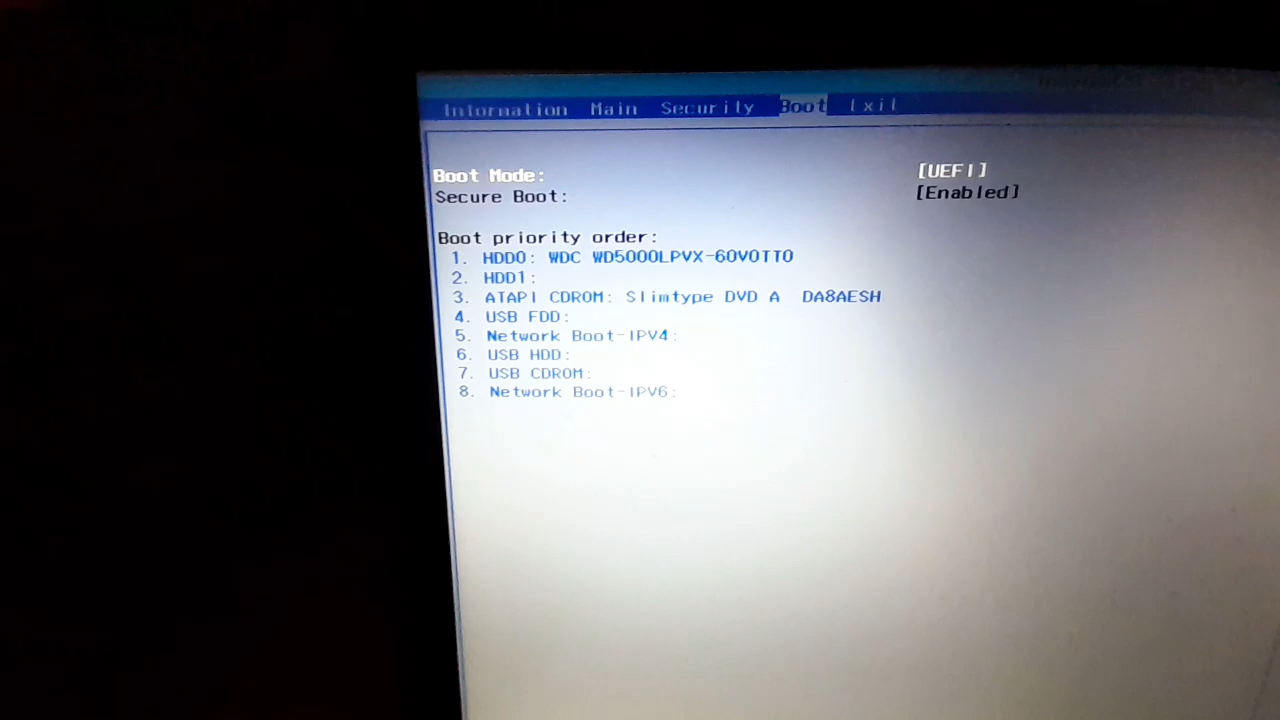 Information Main Security Boot Exit
Boot Mode: [UEFI]
Secure Boot: [Enabled]
Boot priority order:
1. HDD0: WDC WD5000LPVX-60V0TT0
2. HDD1:
3. ATAPI CDROM: Slimtype DVD A DA8AESH
4. USB FDD:
5. Network Boot-IPV4:
6. USB HDD:
7. USB CDROM:
8. Network Boot-IPV6: